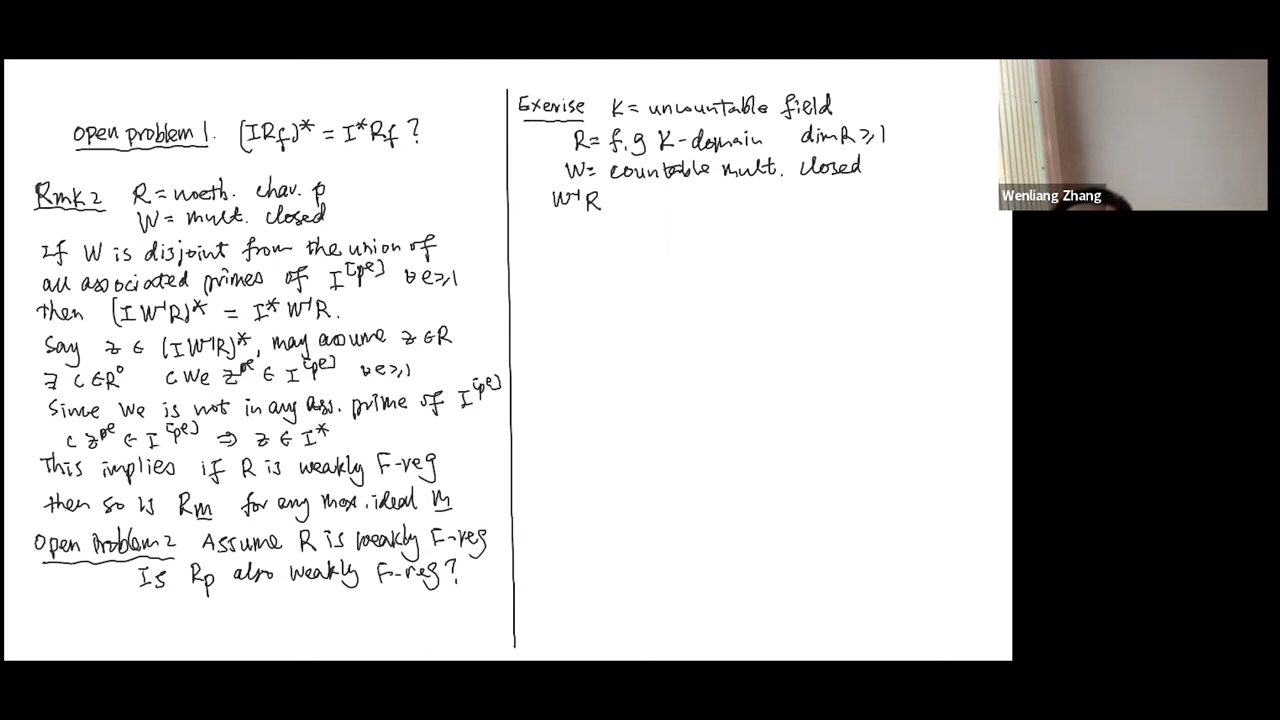 Open problem 1. (IR_f)* = I*R_f ?
Rmk 2 R = noeth. char. p
W = mult. closed
If W is disjoint from the union of
all associated primes of I^[p^e] ∀ e≥1
then (I W⁻¹R)* = I* W⁻¹R.
Say z ∈ (I W⁻¹R)*, may assume z ∈ R
∃ c ∈ R° c w_e z^{p^e} ∈ I^[p^e] ∀ e≥1
Since w_e is not in any ass. prime of I^[p^e]
c z^{p^e} ∈ I^[p^e] ⇒ z ∈ I*
This implies if R is weakly F-reg
then so is R_m for any max. ideal m
Open Problem 2 Assume R is weakly F-reg
Is R_p also weakly F-reg?
Exerise K = uncountable field
R = f.g K-domain dim R ≥ 1
W = countable mult. closed
W⁻¹R
Wenliang Zhang